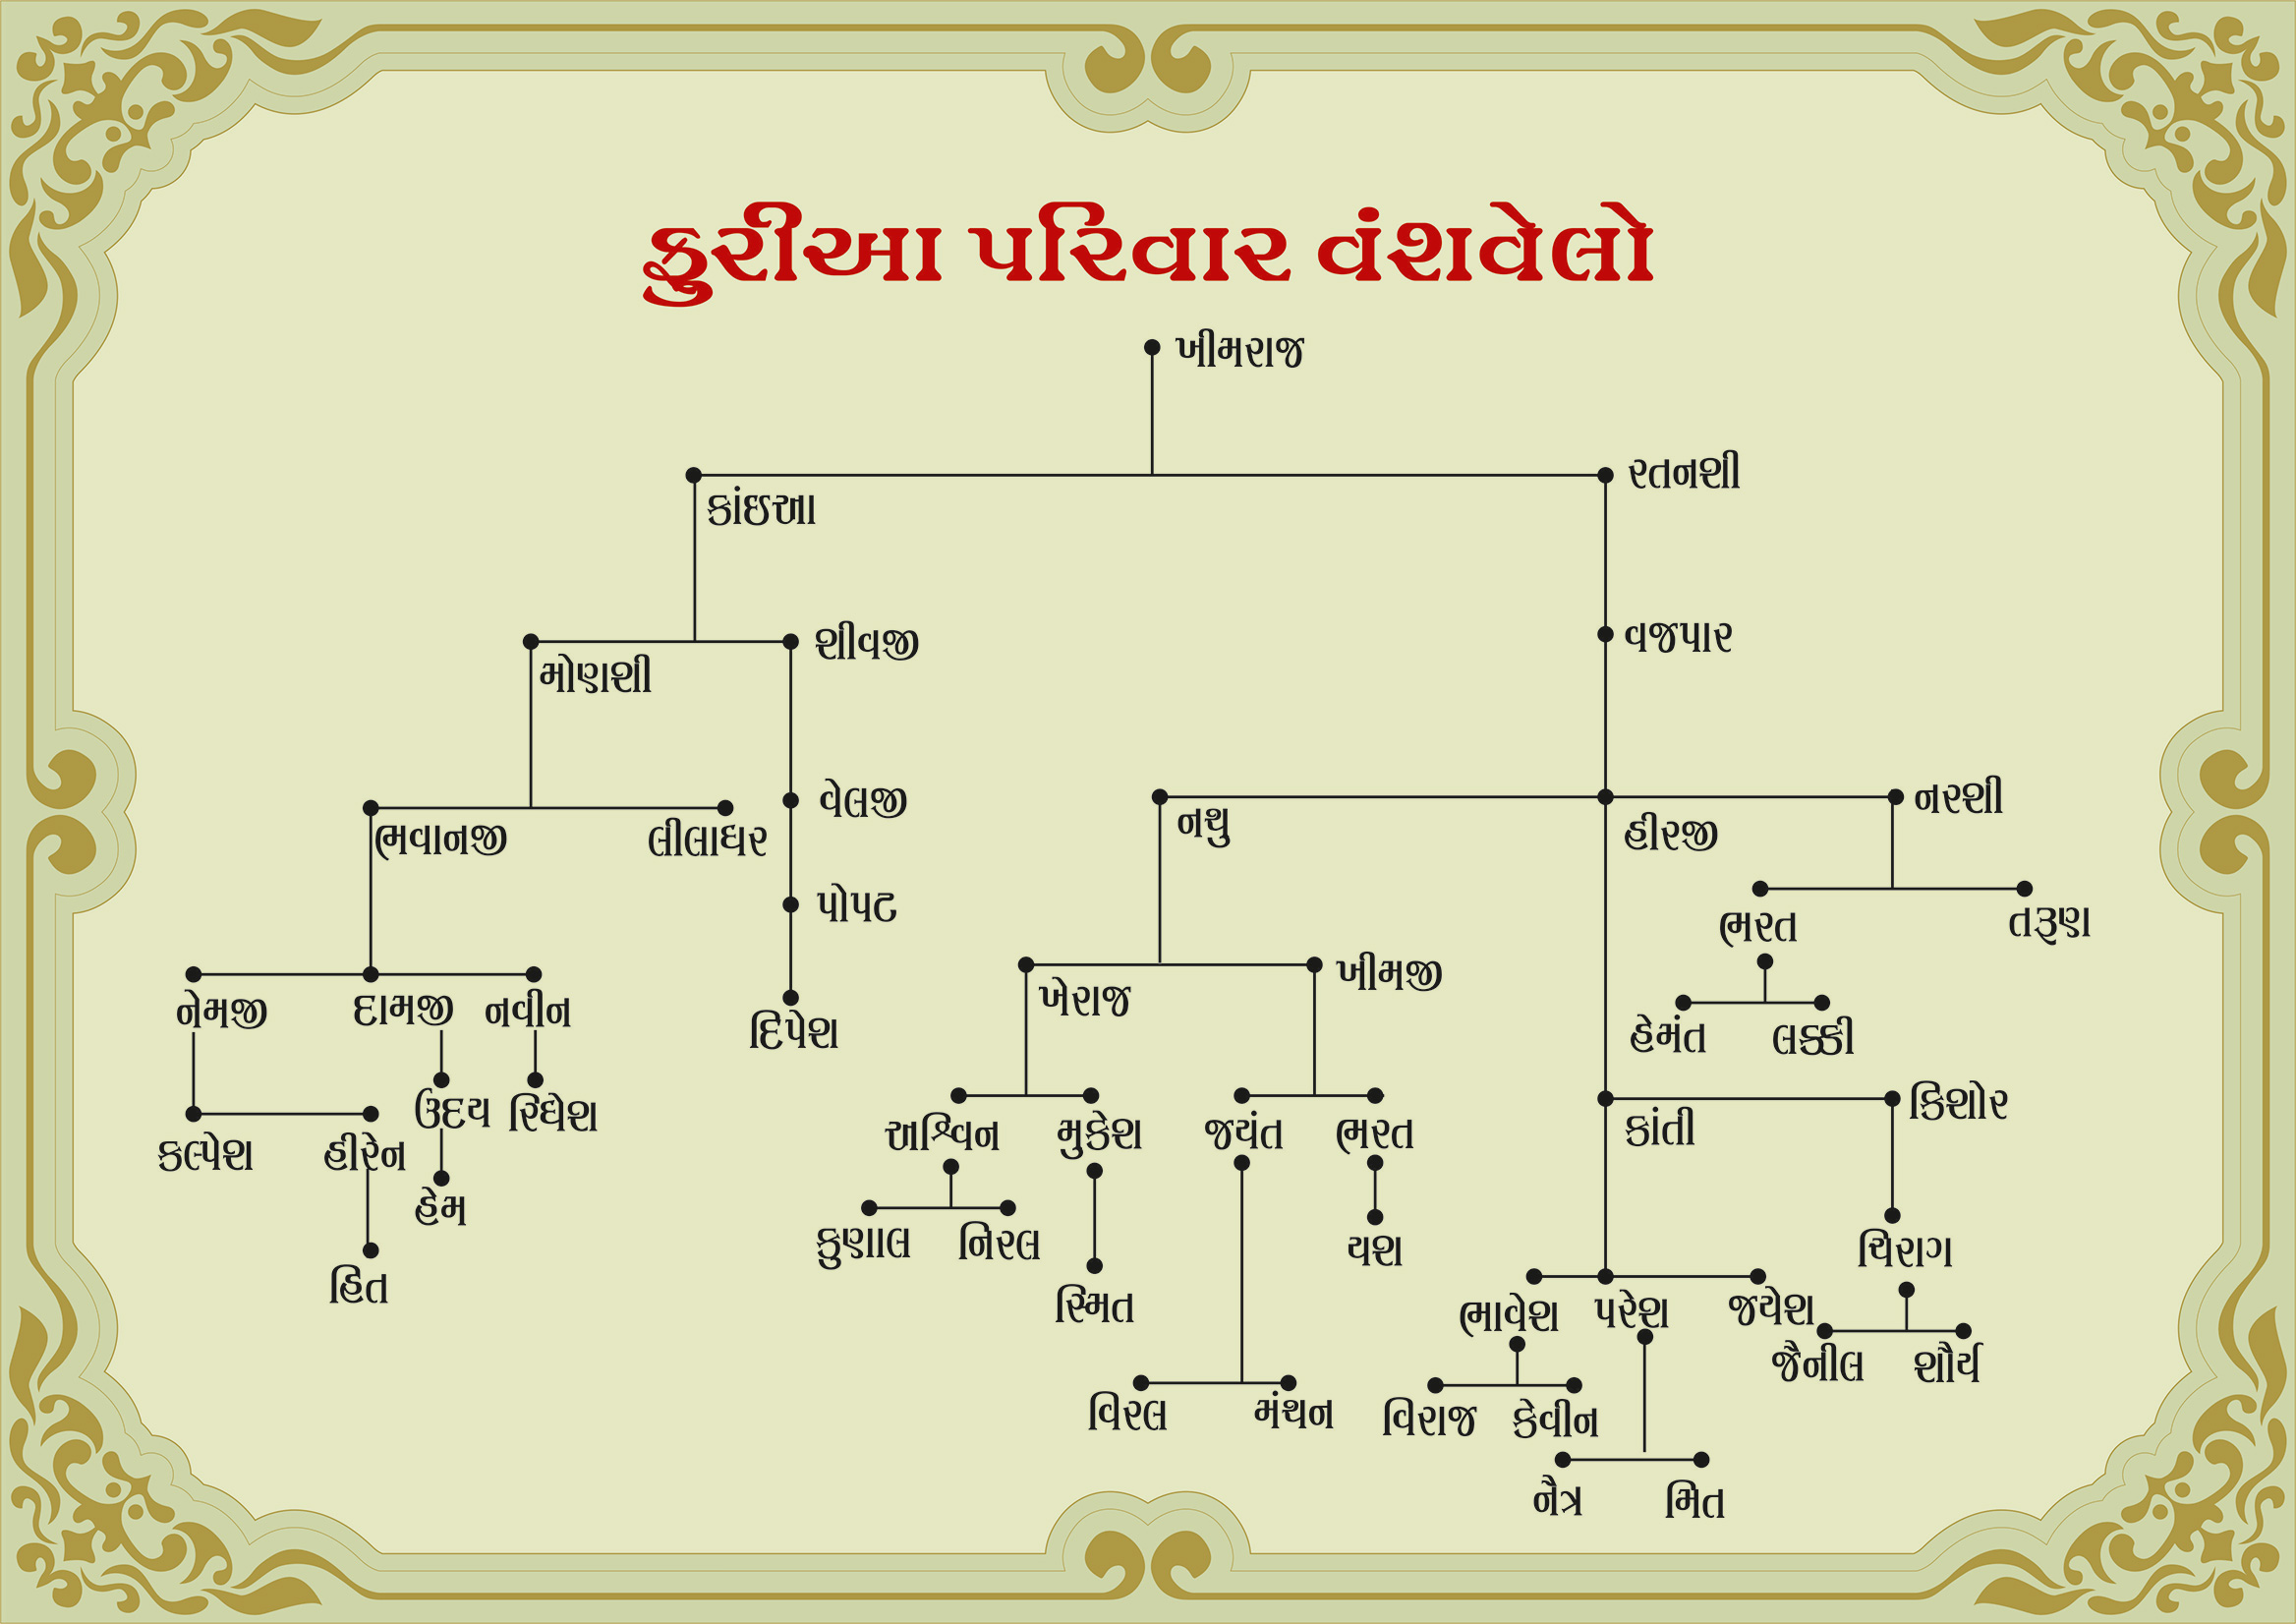 ફુરીઆ પરિવાર વંશવેલો
ખીમરાજ
રતનશી
કાંઇઆ
શીવજી
વજપાર
મોણશી
વેલજી
નરશી
ભવાનજી
લીલાધર
નથુ
હીરજી
પોપટ
ભરત
તરૂણ
નેમજી
દામજી
નવીન
દિપેશ
ખેરાજ
ખીમજી
હેમંત
લક્કી
કલ્પેશ
હીરેન
ઉદય
રિધ્ધેશ
અશ્વિન
મુકેશ
જયંત
ભરત
કાંતી
કિશોર
હેમ
હિત
કુણાલ
નિરલ
યશ
ચિરાગ
સ્મિત
ભાવેશ
પરેશ
જયેશ
જૈનીલ
શૌર્ય
વિરલ
મંથન
વિરાજ
કેવીન
નૈત્ર
મિત